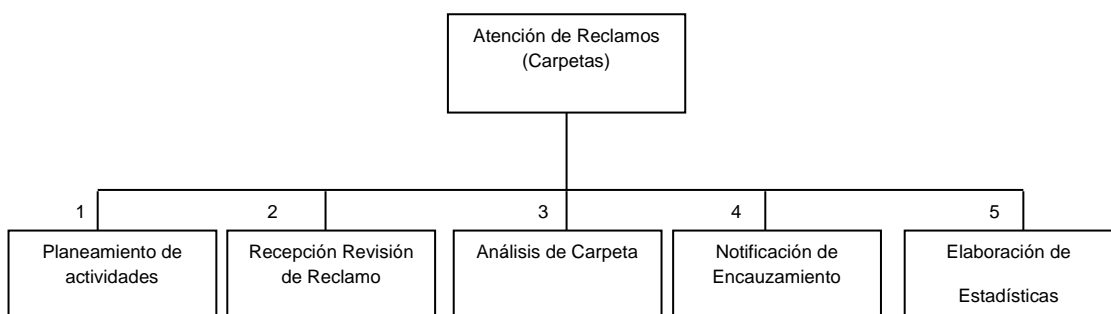 Atención de Reclamos
(Carpetas)
1
2
3
4
5
Planeamiento de
actividades
Recepción Revisión
de Reclamo
Análisis de Carpeta
Notificación de
Encauzamiento
Elaboración de
Estadísticas